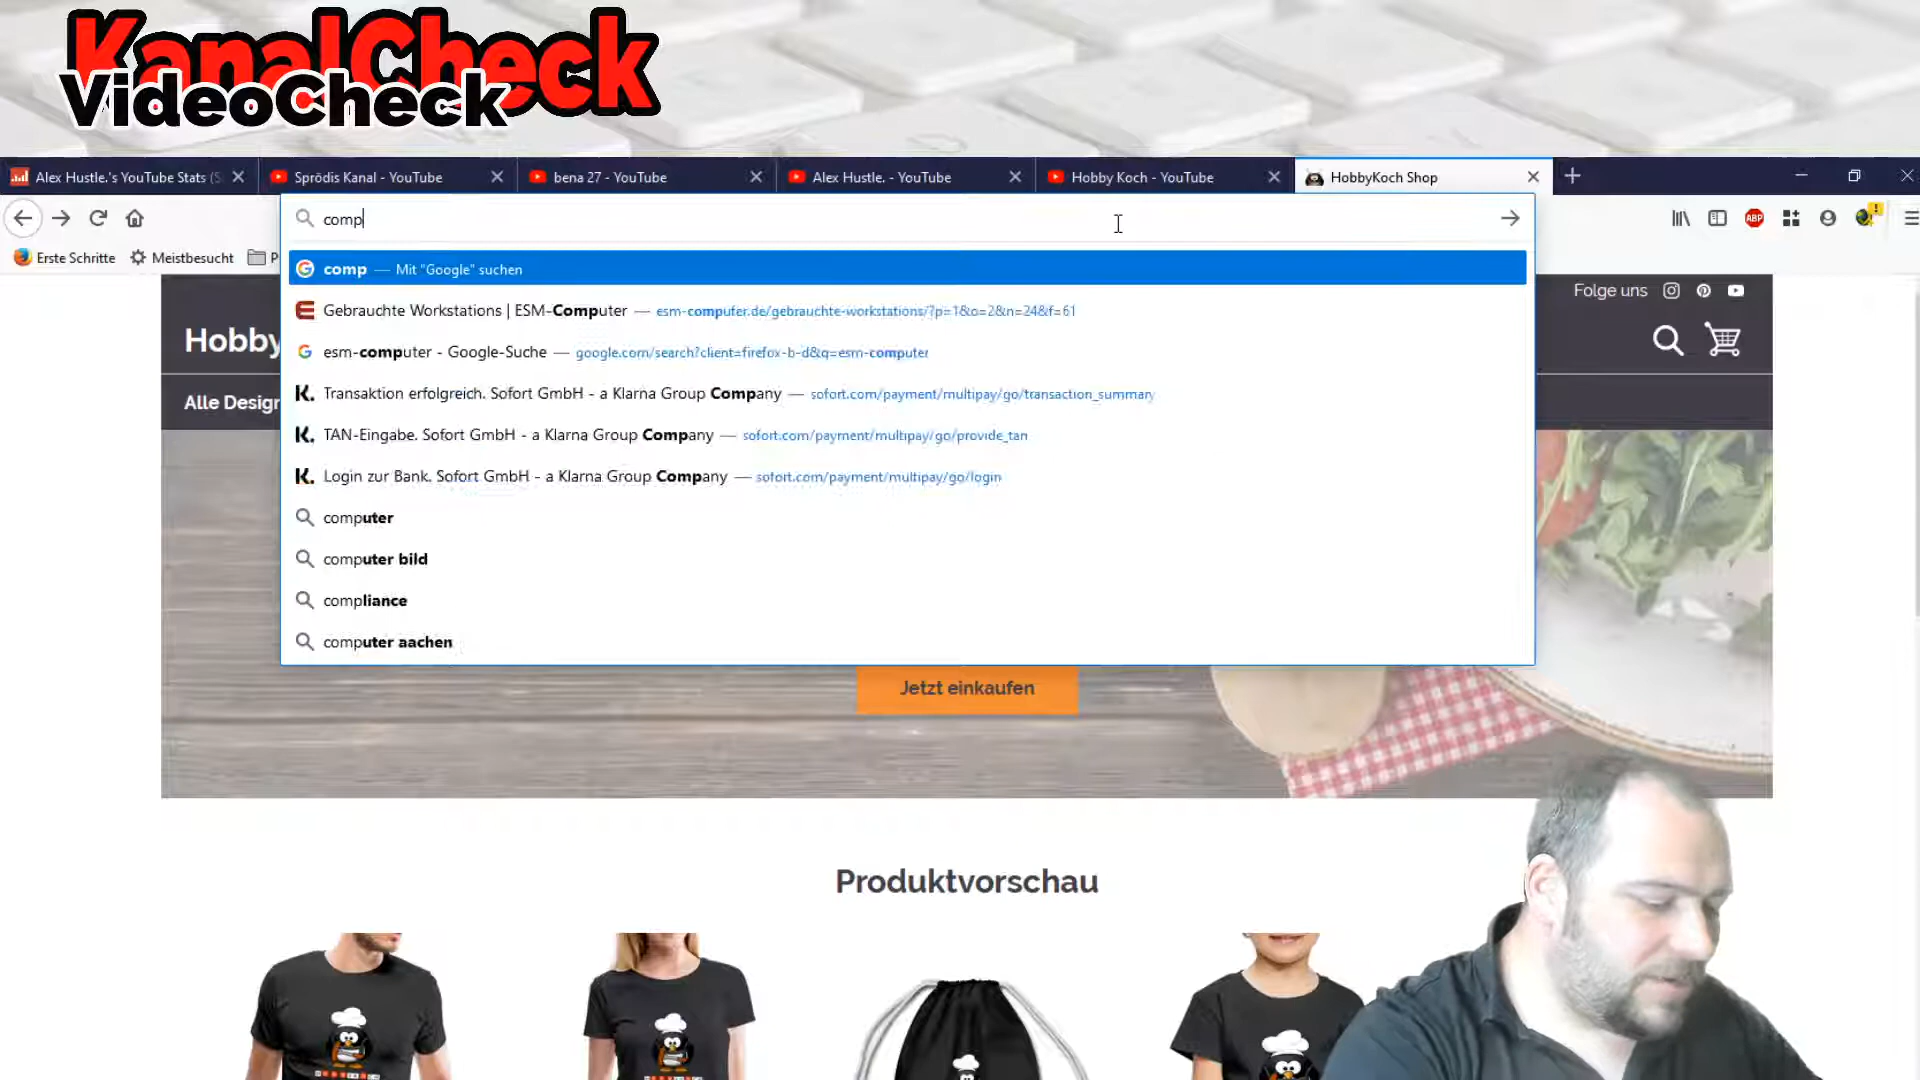 KanalCheck
VideoCheck
Alex Hustle.'s YouTube Stats (S
Sprödis Kanal - YouTube
bena 27 - YouTube
Alex Hustle. - YouTube
Hobby Koch - YouTube
HobbyKoch Shop
comp
ABP
Erste Schritte
Meistbesucht
P
comp — Mit "Google" suchen
Gebrauchte Workstations | ESM-Computer — esm-computer.de/gebrauchte-workstations/?p=1&o=2&n=24&f=61
esm-computer - Google-Suche — google.com/search?client=firefox-b-d&q=esm-computer
Transaktion erfolgreich. Sofort GmbH - a Klarna Group Company — sofort.com/payment/multipay/go/transaction_summary
TAN-Eingabe. Sofort GmbH - a Klarna Group Company — sofort.com/payment/multipay/go/provide_tan
Login zur Bank. Sofort GmbH - a Klarna Group Company — sofort.com/payment/multipay/go/login
computer
computer bild
compliance
computer aachen
Folge uns
Hobby
Alle Design
Jetzt einkaufen
Produktvorschau